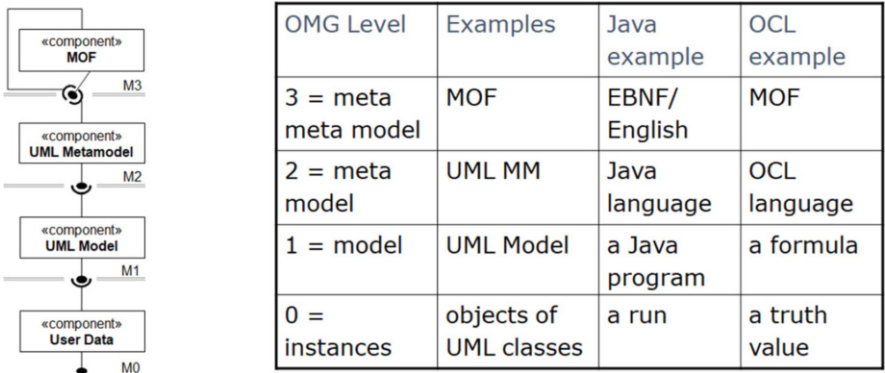 «component»
MOF
M3
«component»
UML Metamodel
M2
«component»
UML Model
M1
«component»
User Data
M0
OMG Level Examples Java example OCL example
3 = meta meta model MOF EBNF/ English MOF
2 = meta model UML MM Java language OCL language
1 = model UML Model a Java program a formula
0 = instances objects of UML classes a run a truth value